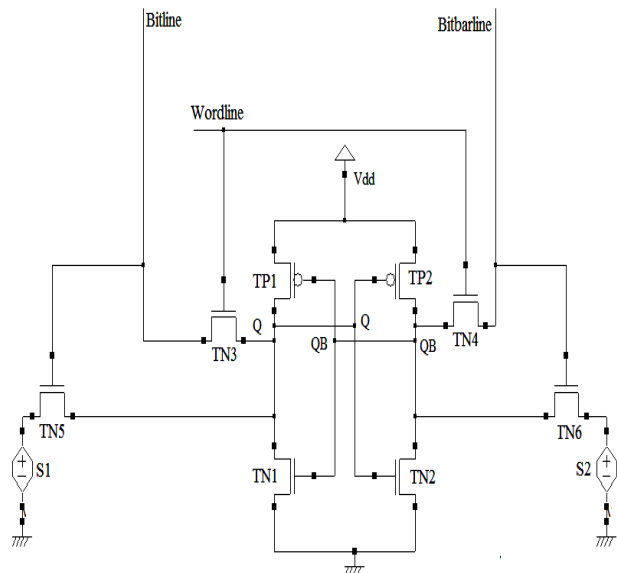 Bitline
Bitbarline
Wordline
Vdd
TP1
TP2
Q
Q
QB
QB
TN3
TN4
TN5
TN6
S1
TN1
TN2
S2